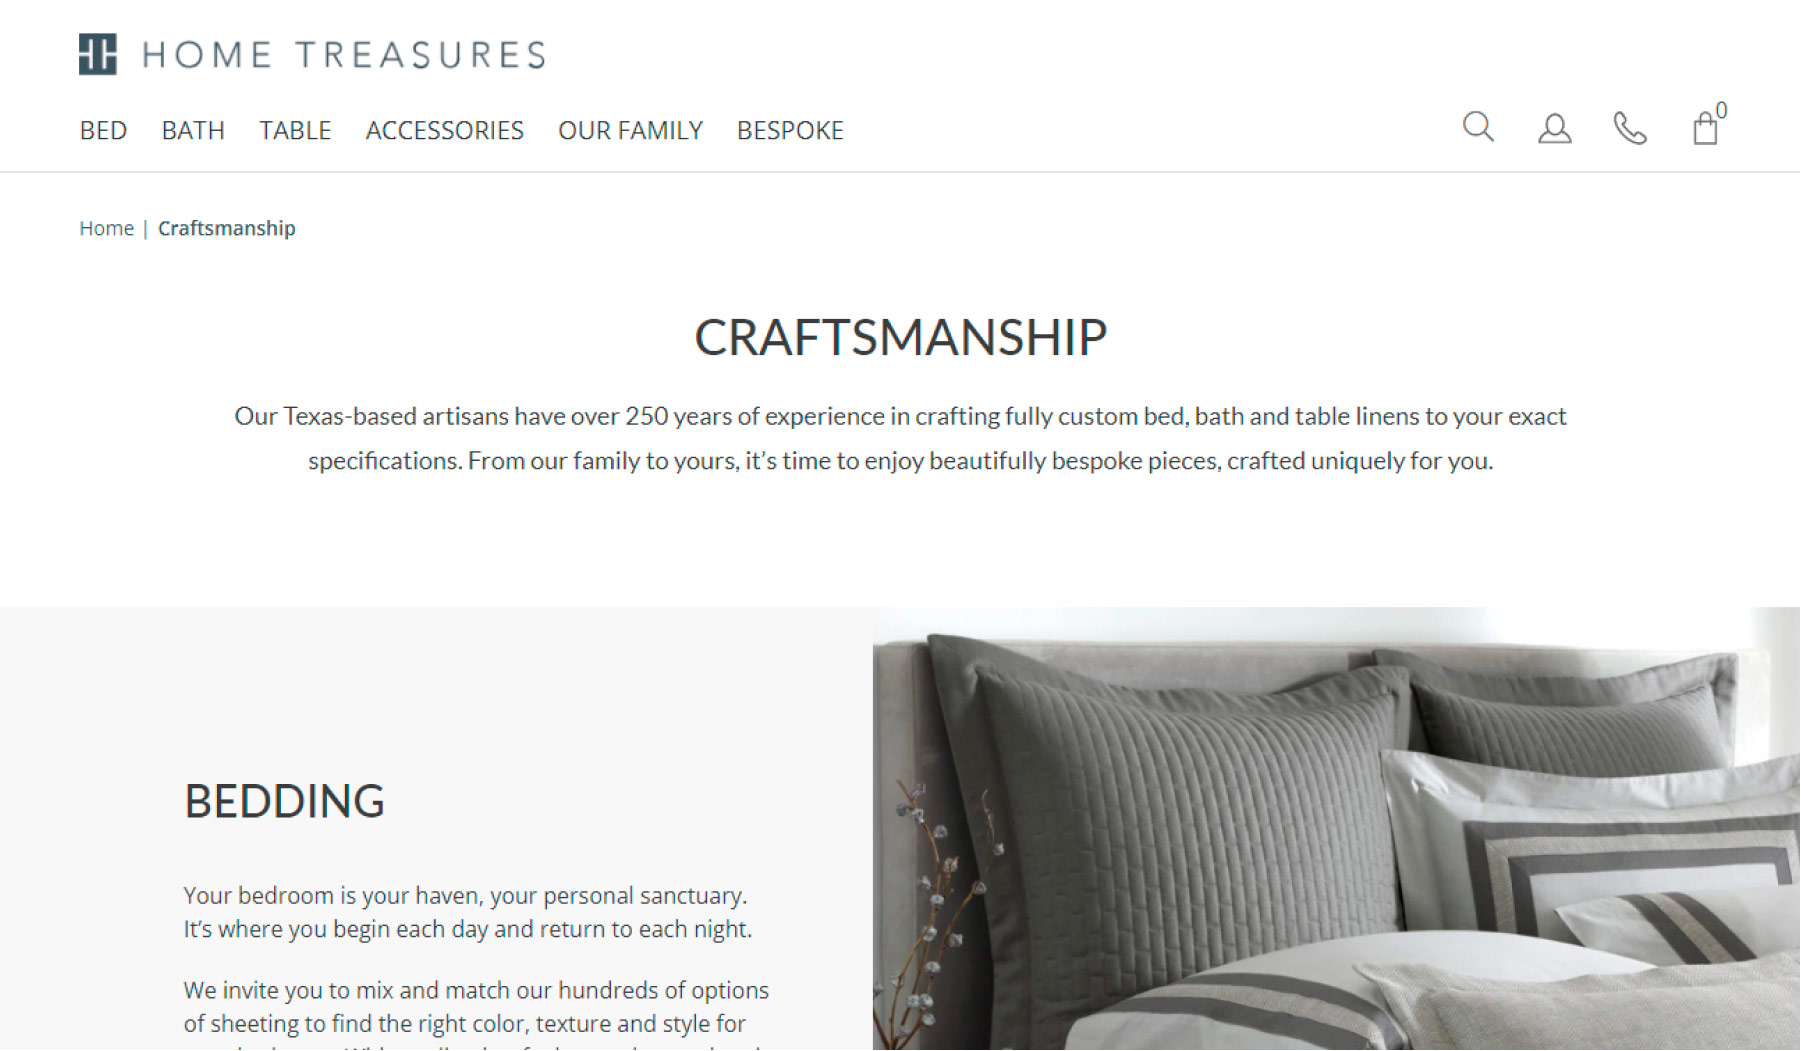 HOME TREASURES
BED BATH TABLE ACCESSORIES OUR FAMILY BESPOKE
0
Home | Craftsmanship
CRAFTSMANSHIP
Our Texas-based artisans have over 250 years of experience in crafting fully custom bed, bath and table linens to your exact
specifications. From our family to yours, it’s time to enjoy beautifully bespoke pieces, crafted uniquely for you.
BEDDING
Your bedroom is your haven, your personal sanctuary.
It’s where you begin each day and return to each night.
We invite you to mix and match our hundreds of options
of sheeting to find the right color, texture and style for